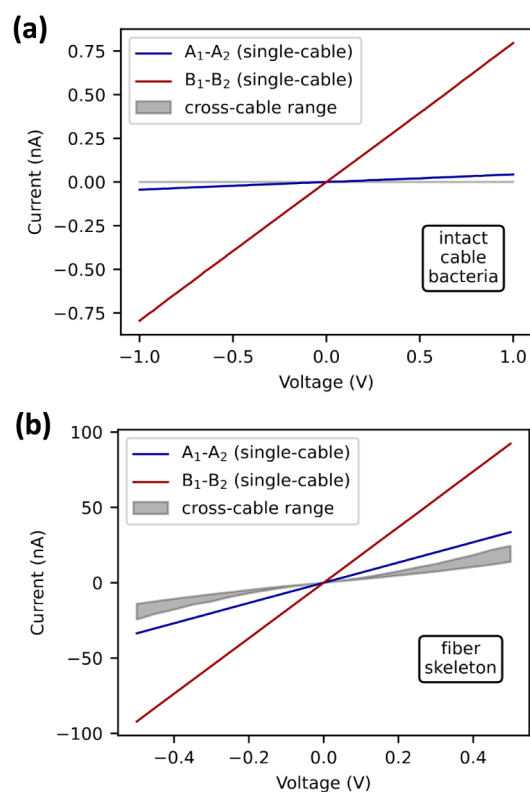 (a)
A₁-A₂ (single-cable)
B₁-B₂ (single-cable)
cross-cable range
0.75
0.50
0.25
0.00
−0.25
−0.50
−0.75
Current (nA)
intact
cable
bacteria
−1.0
−0.5
0.0
0.5
1.0
Voltage (V)
(b)
A₁-A₂ (single-cable)
B₁-B₂ (single-cable)
cross-cable range
100
50
0
−50
−100
Current (nA)
fiber
skeleton
−0.4
−0.2
0.0
0.2
0.4
Voltage (V)